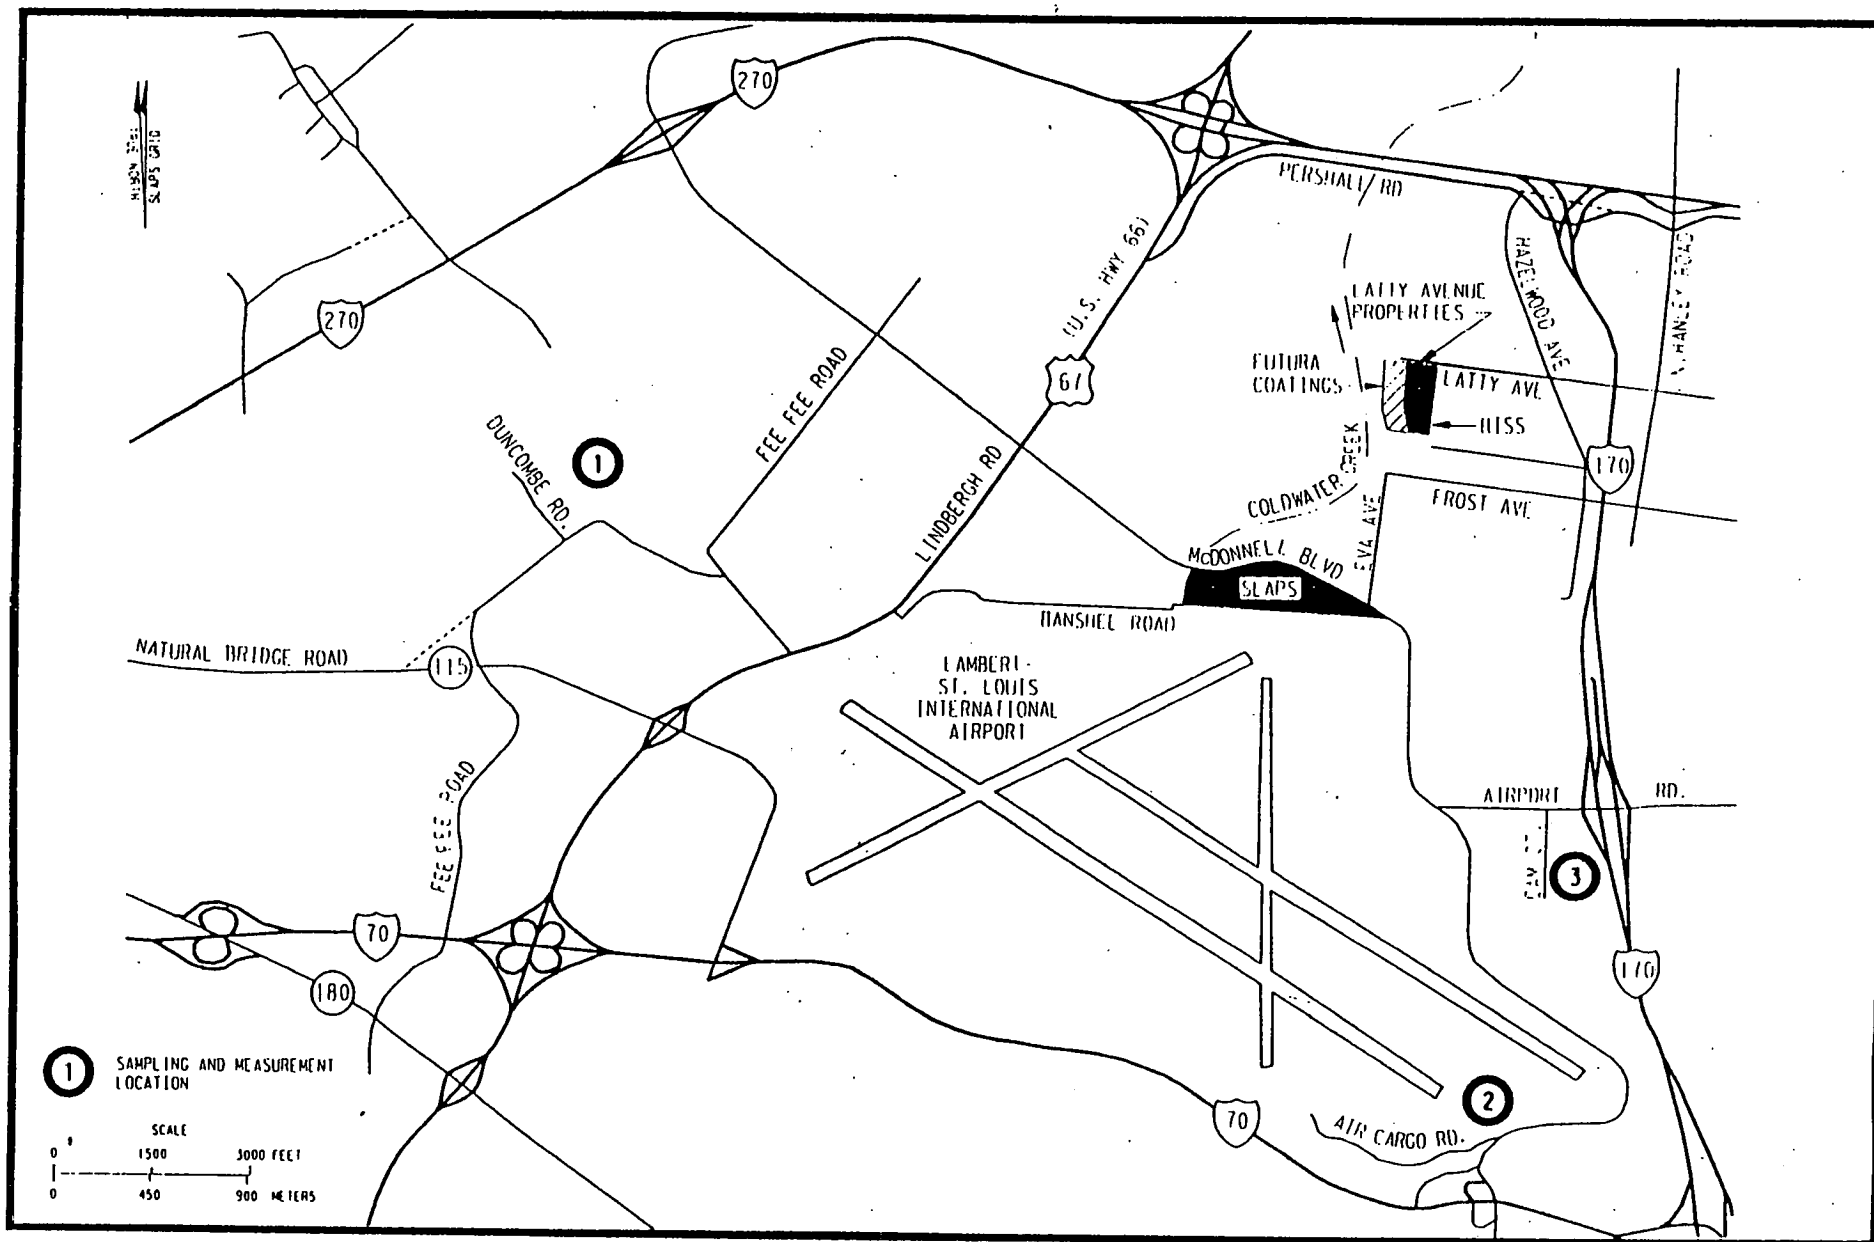 270
SLAPS GRID
PERSHALL RD
(U.S. HWY 66)
HAZELWOOD AVE
N. HANLEY ROAD
270
LATTY AVENUE
PROPERTIES
FUTURA
COATINGS
67
LATTY AVE
HISS
FEE FEE ROAD
DUNCOMBE RD.
1
LINDBERGH RD
COLDWATER CREEK
170
FROST AVE
EVA AVE
McDONNELL BLVD
SLAPS
BANSHEE ROAD
NATURAL BRIDGE ROAD
115
LAMBERT-
ST. LOUIS
INTERNATIONAL
AIRPORT
AIRPORT RD.
FEE FEE ROAD
3
70
180
170
1 SAMPLING AND MEASUREMENT
LOCATION
2
AIR CARGO RD.
70
SCALE
0 1500 3000 FEET
0 450 900 METERS